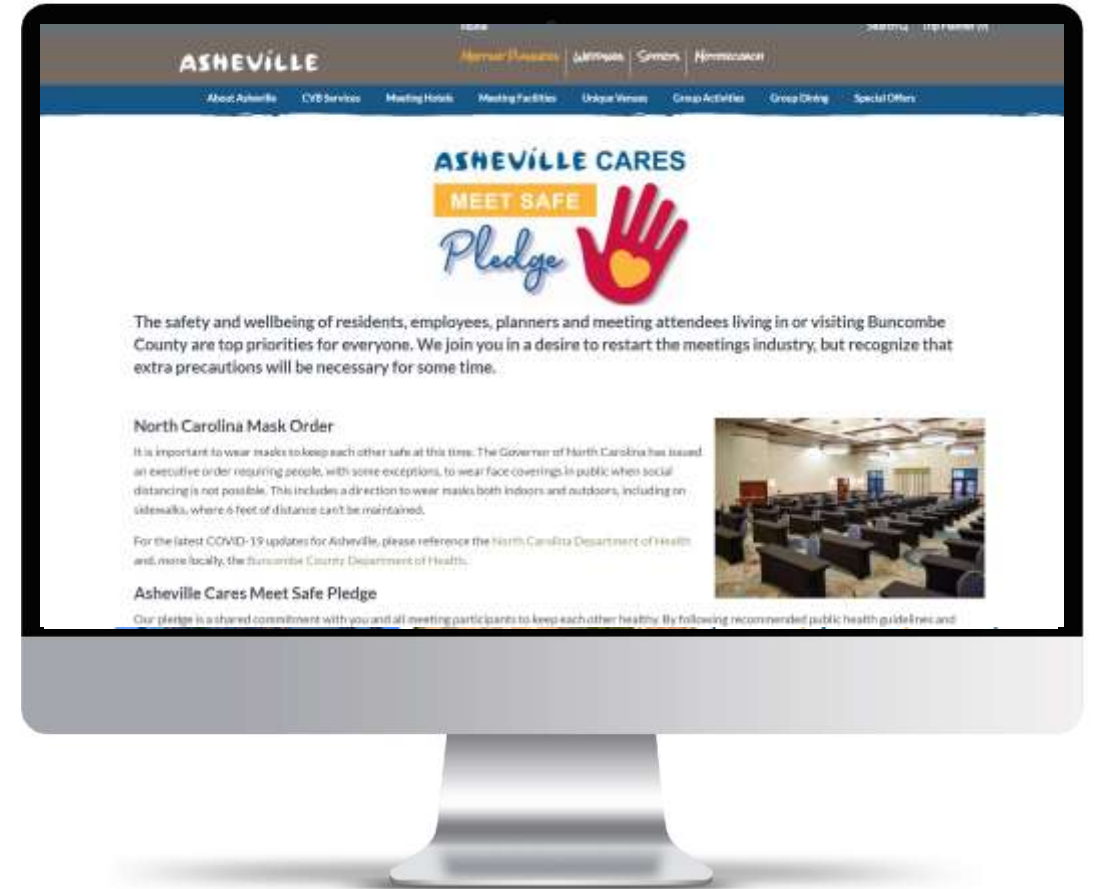 ASHEVILLE
Meeting Planners Weddings Sports Motorcoach
About Asheville CVB Services Meeting Hotels Meeting Facilities Unique Venues Group Activities Group Dining Special Offers
ASHEVILLE CARES
MEET SAFE
Pledge
The safety and wellbeing of residents, employees, planners and meeting attendees living in or visiting Buncombe
County are top priorities for everyone. We join you in a desire to restart the meetings industry, but recognize that
extra precautions will be necessary for some time.
North Carolina Mask Order
It is important to wear masks to keep each other safe at this time. The Governor of North Carolina has issued
an executive order requiring people, with some exceptions, to wear face coverings in public when social
distancing is not possible. This includes a direction to wear masks both indoors and outdoors, including on
sidewalks, where 6 feet of distance can't be maintained.
For the latest COVID-19 updates for Asheville, please reference the North Carolina Department of Health
and, more locally, the Buncombe County Department of Health.
Asheville Cares Meet Safe Pledge
Our pledge is a shared commitment with you and all meeting participants to keep each other healthy. By following recommended public health guidelines and